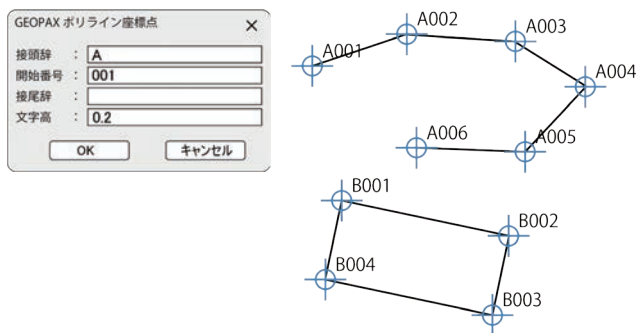 GEOPAX ポリライン座標点
接頭辞 : A
開始番号 : 001
接尾辞 :
文字高 : 0.2
OK キャンセル
A001
A002
A003
A004
A005
A006
B001
B002
B003
B004